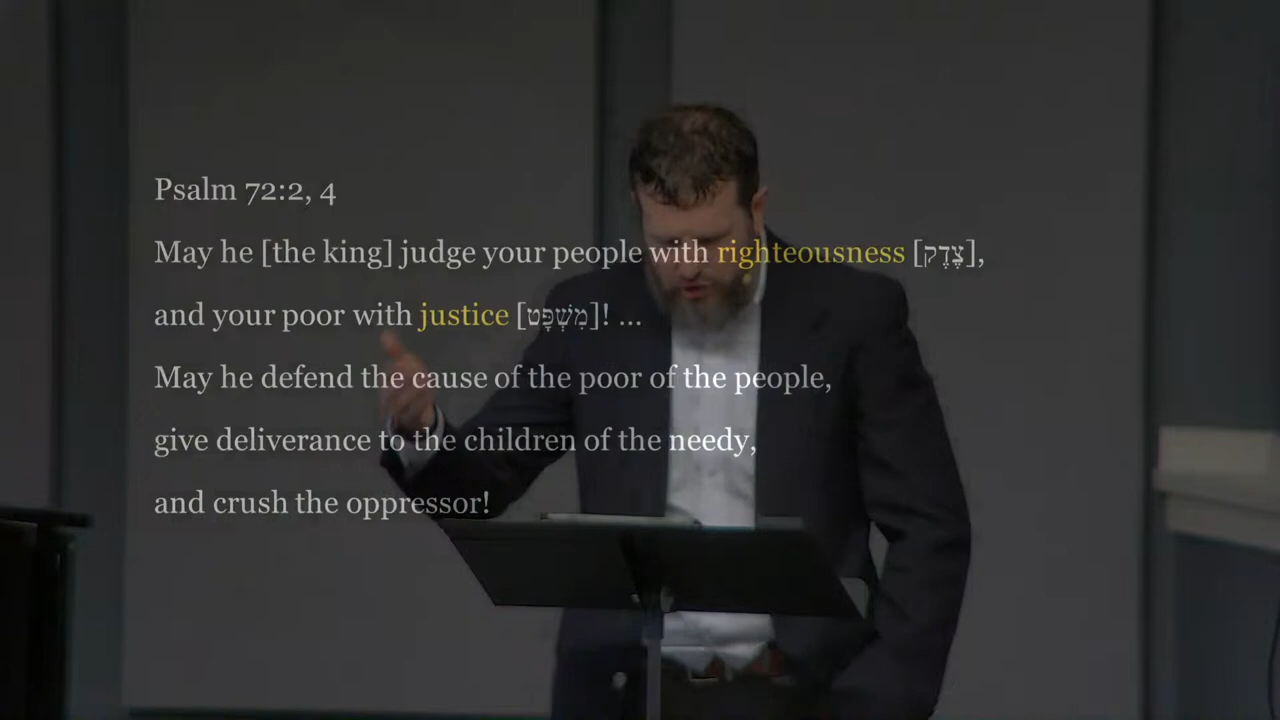 Psalm 72:2, 4
May he [the king] judge your people with righteousness [צֶדֶק],
and your poor with justice [מִשְׁפָּט]! ...
May he defend the cause of the poor of the people,
give deliverance to the children of the needy,
and crush the oppressor!